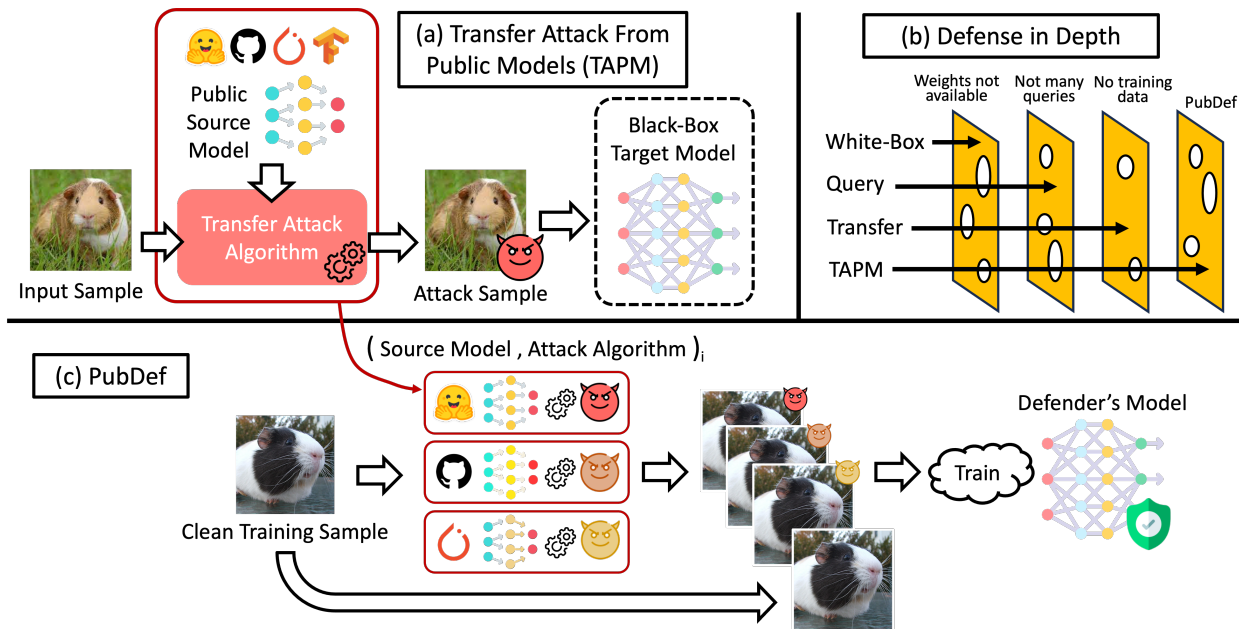 (a) Transfer Attack From
Public Models (TAPM)
Public
Source
Model
Transfer Attack
Algorithm
Input Sample
Attack Sample
Black-Box
Target Model
(b) Defense in Depth
Weights not
available
Not many
queries
No training
data
PubDef
White-Box
Query
Transfer
TAPM
(c) PubDef
( Source Model , Attack Algorithm )i
Clean Training Sample
Train
Defender's Model